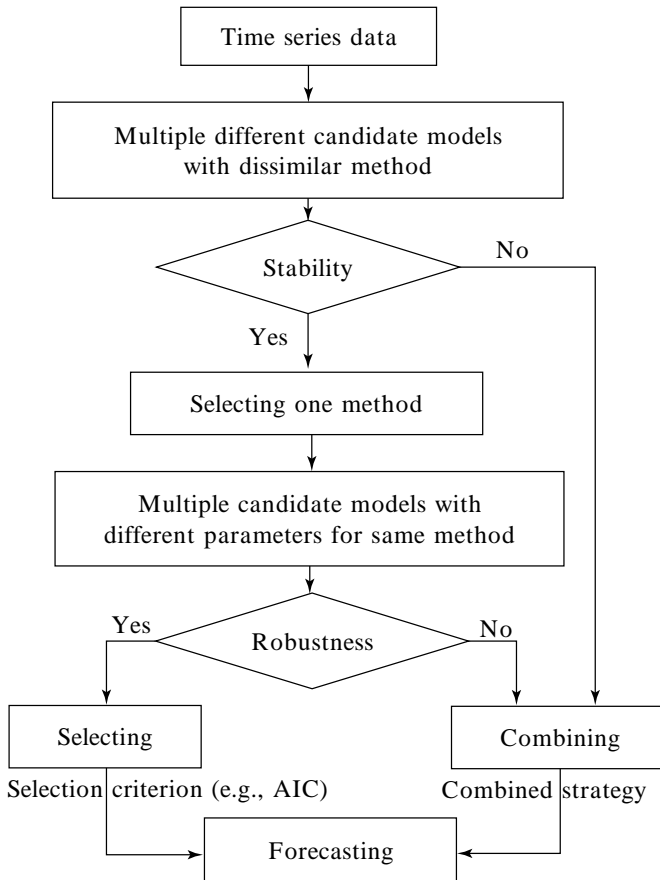 Time series data
Multiple different candidate models
with dissimilar method
Stability
No
Yes
Selecting one method
Multiple candidate models with
different parameters for same method
Yes
Robustness
No
Selecting
Combining
Selection criterion (e.g., AIC)
Combined strategy
Forecasting